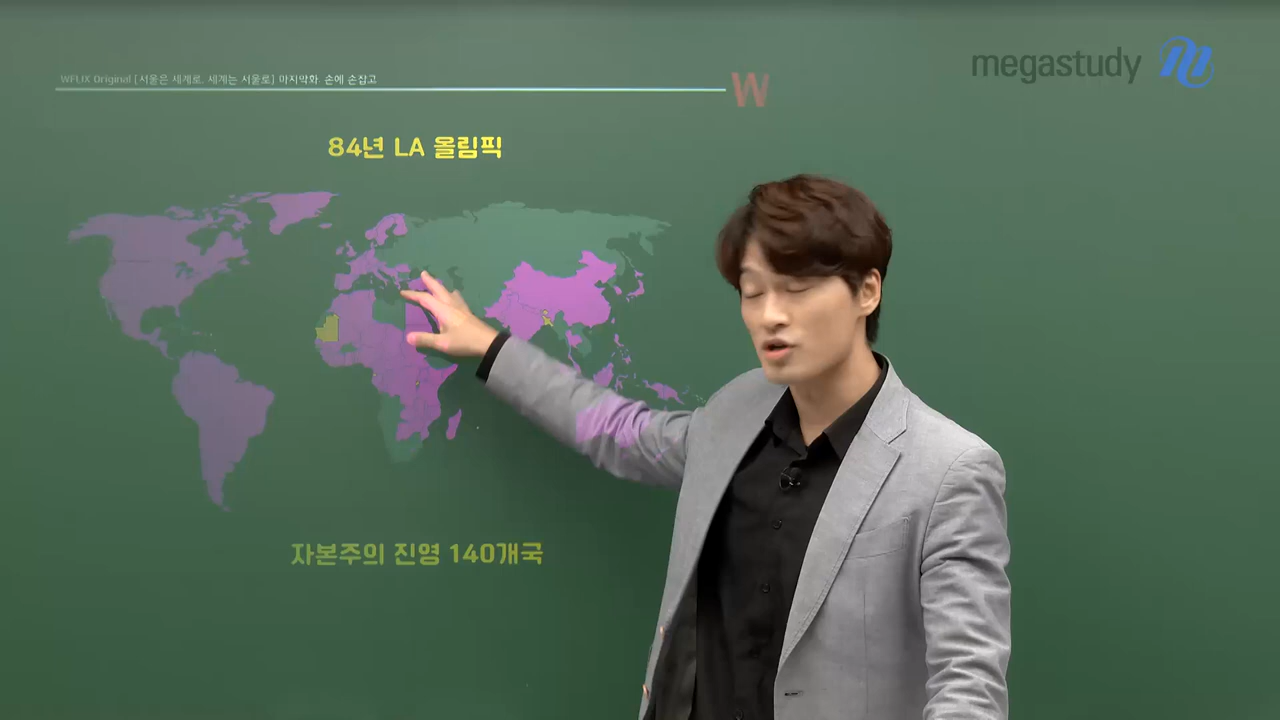 WFLIX Original [서울은 세계로, 세계는 서울로] 마지막화. 손에 손잡고
W
megastudy
84년 LA 올림픽
자본주의 진영 140개국